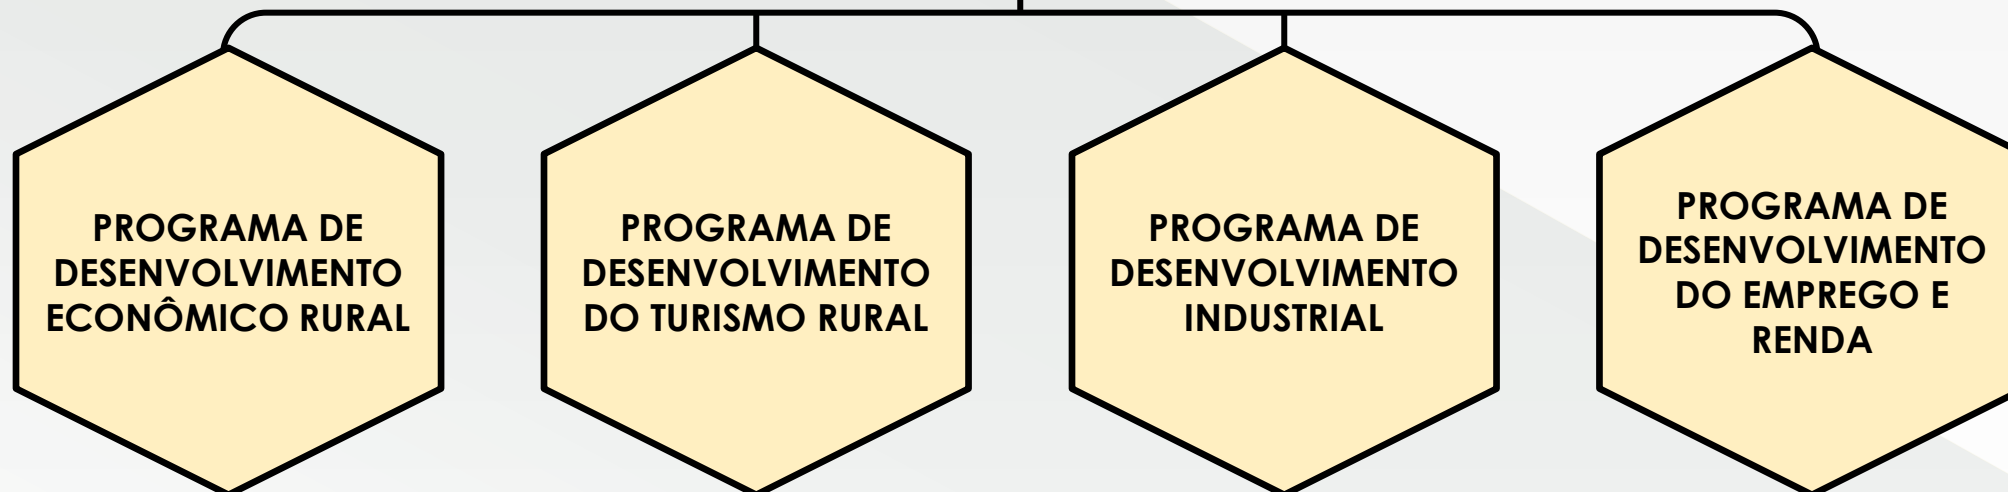 PROGRAMA DE
DESENVOLVIMENTO
ECONÔMICO RURAL
PROGRAMA DE
DESENVOLVIMENTO
DO TURISMO RURAL
PROGRAMA DE
DESENVOLVIMENTO
INDUSTRIAL
PROGRAMA DE
DESENVOLVIMENTO
DO EMPREGO E
RENDA